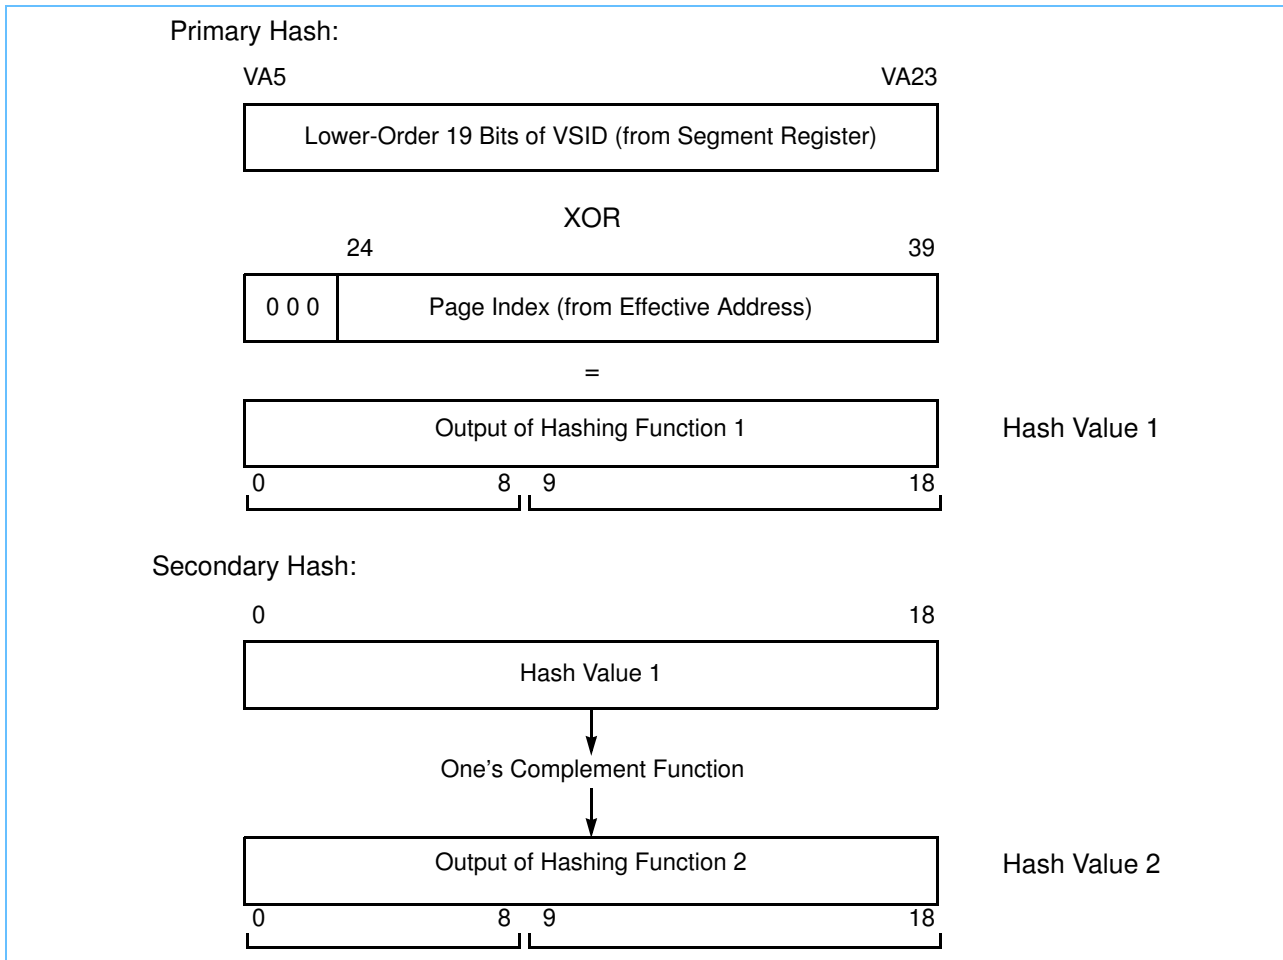 Primary Hash:
VA5 VA23
Lower-Order 19 Bits of VSID (from Segment Register)
XOR
24 39
0 0 0 Page Index (from Effective Address)
=
Output of Hashing Function 1 Hash Value 1
0 8 9 18
Secondary Hash:
0 18
Hash Value 1
One's Complement Function
Output of Hashing Function 2 Hash Value 2
0 8 9 18